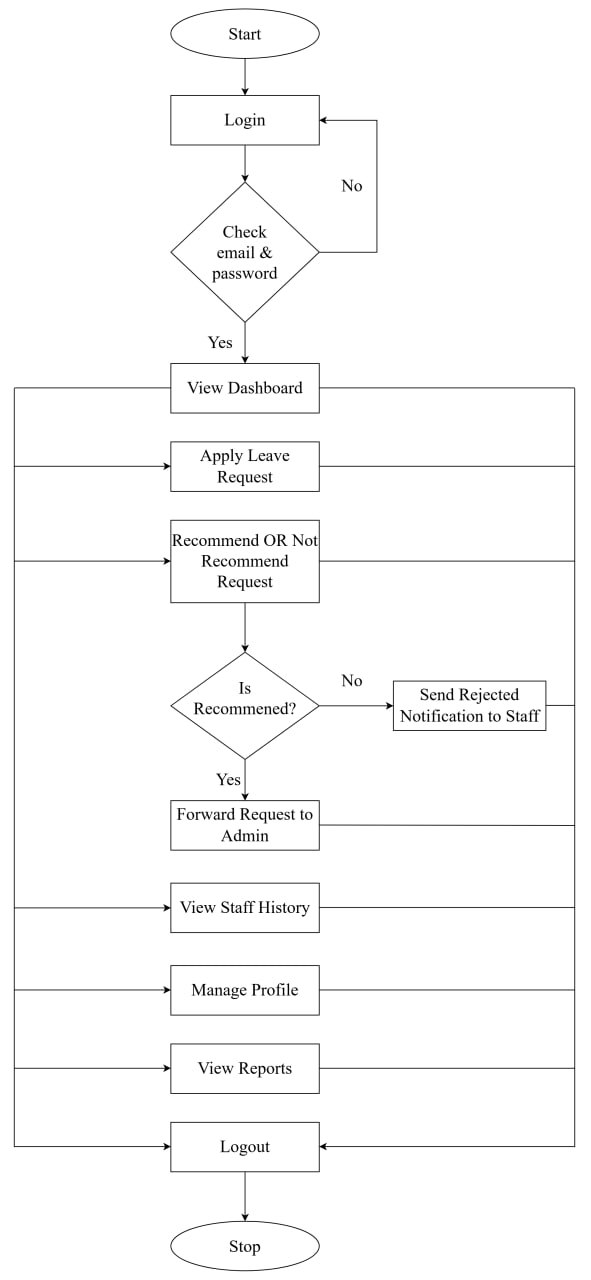 Start
Login
No
Check
email &
password
Yes
View Dashboard
Apply Leave
Request
Recommend OR Not
Recommend
Request
Is
Recommened?
No
Send Rejected
Notification to Staff
Yes
Forward Request to
Admin
View Staff History
Manage Profile
View Reports
Logout
Stop